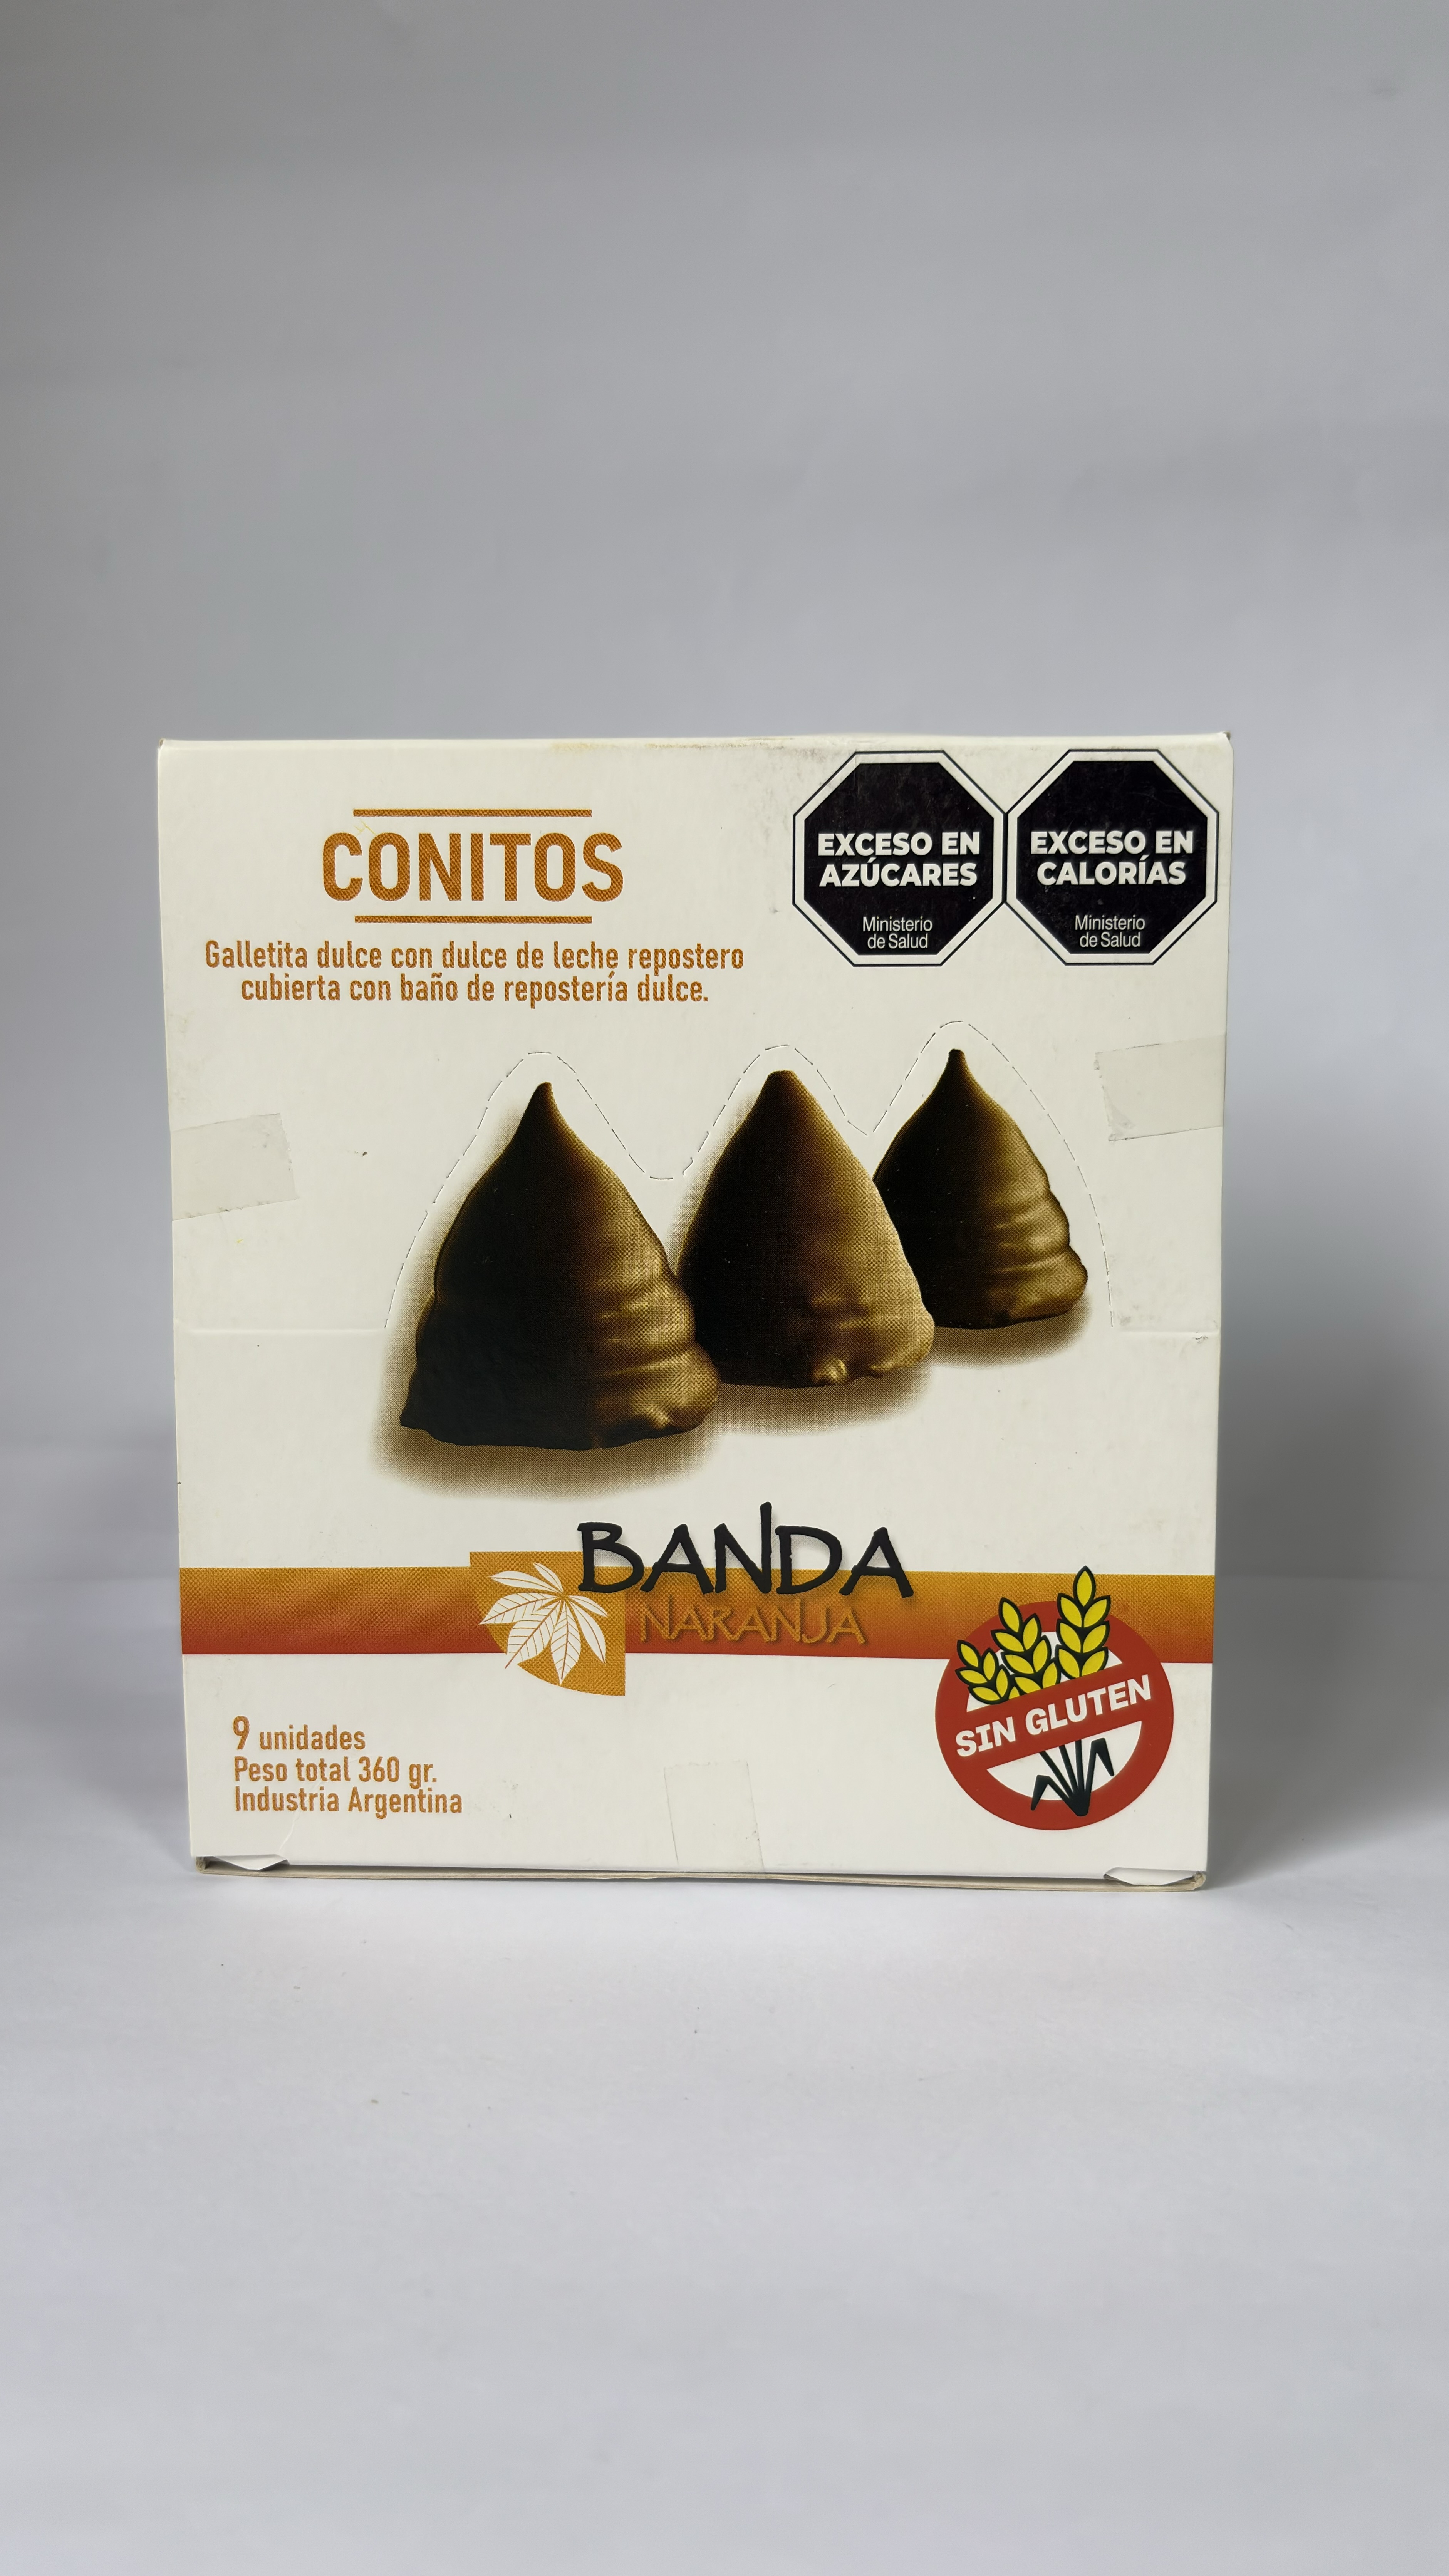 CONITOS
Galletita dulce con dulce de leche repostero
cubierta con baño de repostería dulce.
EXCESO EN
AZÚCARES
Ministerio
de Salud
EXCESO EN
CALORÍAS
Ministerio
de Salud
BANDA
NARANJA
SIN GLUTEN
9 unidades
Peso total 360 gr.
Industria Argentina